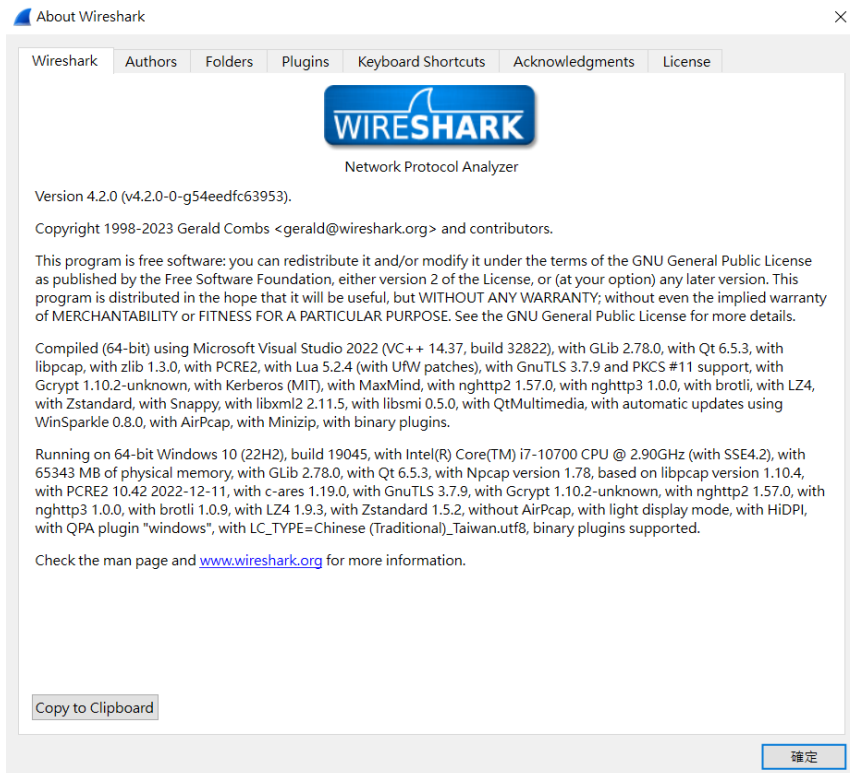 About Wireshark
Wireshark Authors Folders Plugins Keyboard Shortcuts Acknowledgments License
WIRESHARK
Network Protocol Analyzer
Version 4.2.0 (v4.2.0-0-g54eedfc63953).
Copyright 1998-2023 Gerald Combs <gerald@wireshark.org> and contributors.
This program is free software: you can redistribute it and/or modify it under the terms of the GNU General Public License
as published by the Free Software Foundation, either version 2 of the License, or (at your option) any later version. This
program is distributed in the hope that it will be useful, but WITHOUT ANY WARRANTY; without even the implied warranty
of MERCHANTABILITY or FITNESS FOR A PARTICULAR PURPOSE. See the GNU General Public License for more details.
Compiled (64-bit) using Microsoft Visual Studio 2022 (VC++ 14.37, build 32822), with GLib 2.78.0, with Qt 6.5.3, with
libpcap, with zlib 1.3.0, with PCRE2, with Lua 5.2.4 (with UfW patches), with GnuTLS 3.7.9 and PKCS #11 support, with
Gcrypt 1.10.2-unknown, with Kerberos (MIT), with MaxMind, with nghttp2 1.57.0, with nghttp3 1.0.0, with brotli, with LZ4,
with Zstandard, with Snappy, with libxml2 2.11.5, with libsmi 0.5.0, with QtMultimedia, with automatic updates using
WinSparkle 0.8.0, with AirPcap, with Minizip, with binary plugins.
Running on 64-bit Windows 10 (22H2), build 19045, with Intel(R) Core(TM) i7-10700 CPU @ 2.90GHz (with SSE4.2), with
65343 MB of physical memory, with GLib 2.78.0, with Qt 6.5.3, with Npcap version 1.78, based on libpcap version 1.10.4,
with PCRE2 10.42 2022-12-11, with c-ares 1.19.0, with GnuTLS 3.7.9, with Gcrypt 1.10.2-unknown, with nghttp2 1.57.0, with
nghttp3 1.0.0, with brotli 1.0.9, with LZ4 1.9.3, with Zstandard 1.5.2, without AirPcap, with light display mode, with HiDPI,
with QPA plugin "windows", with LC_TYPE=Chinese (Traditional)_Taiwan.utf8, binary plugins supported.
Check the man page and www.wireshark.org for more information.
Copy to Clipboard
確定